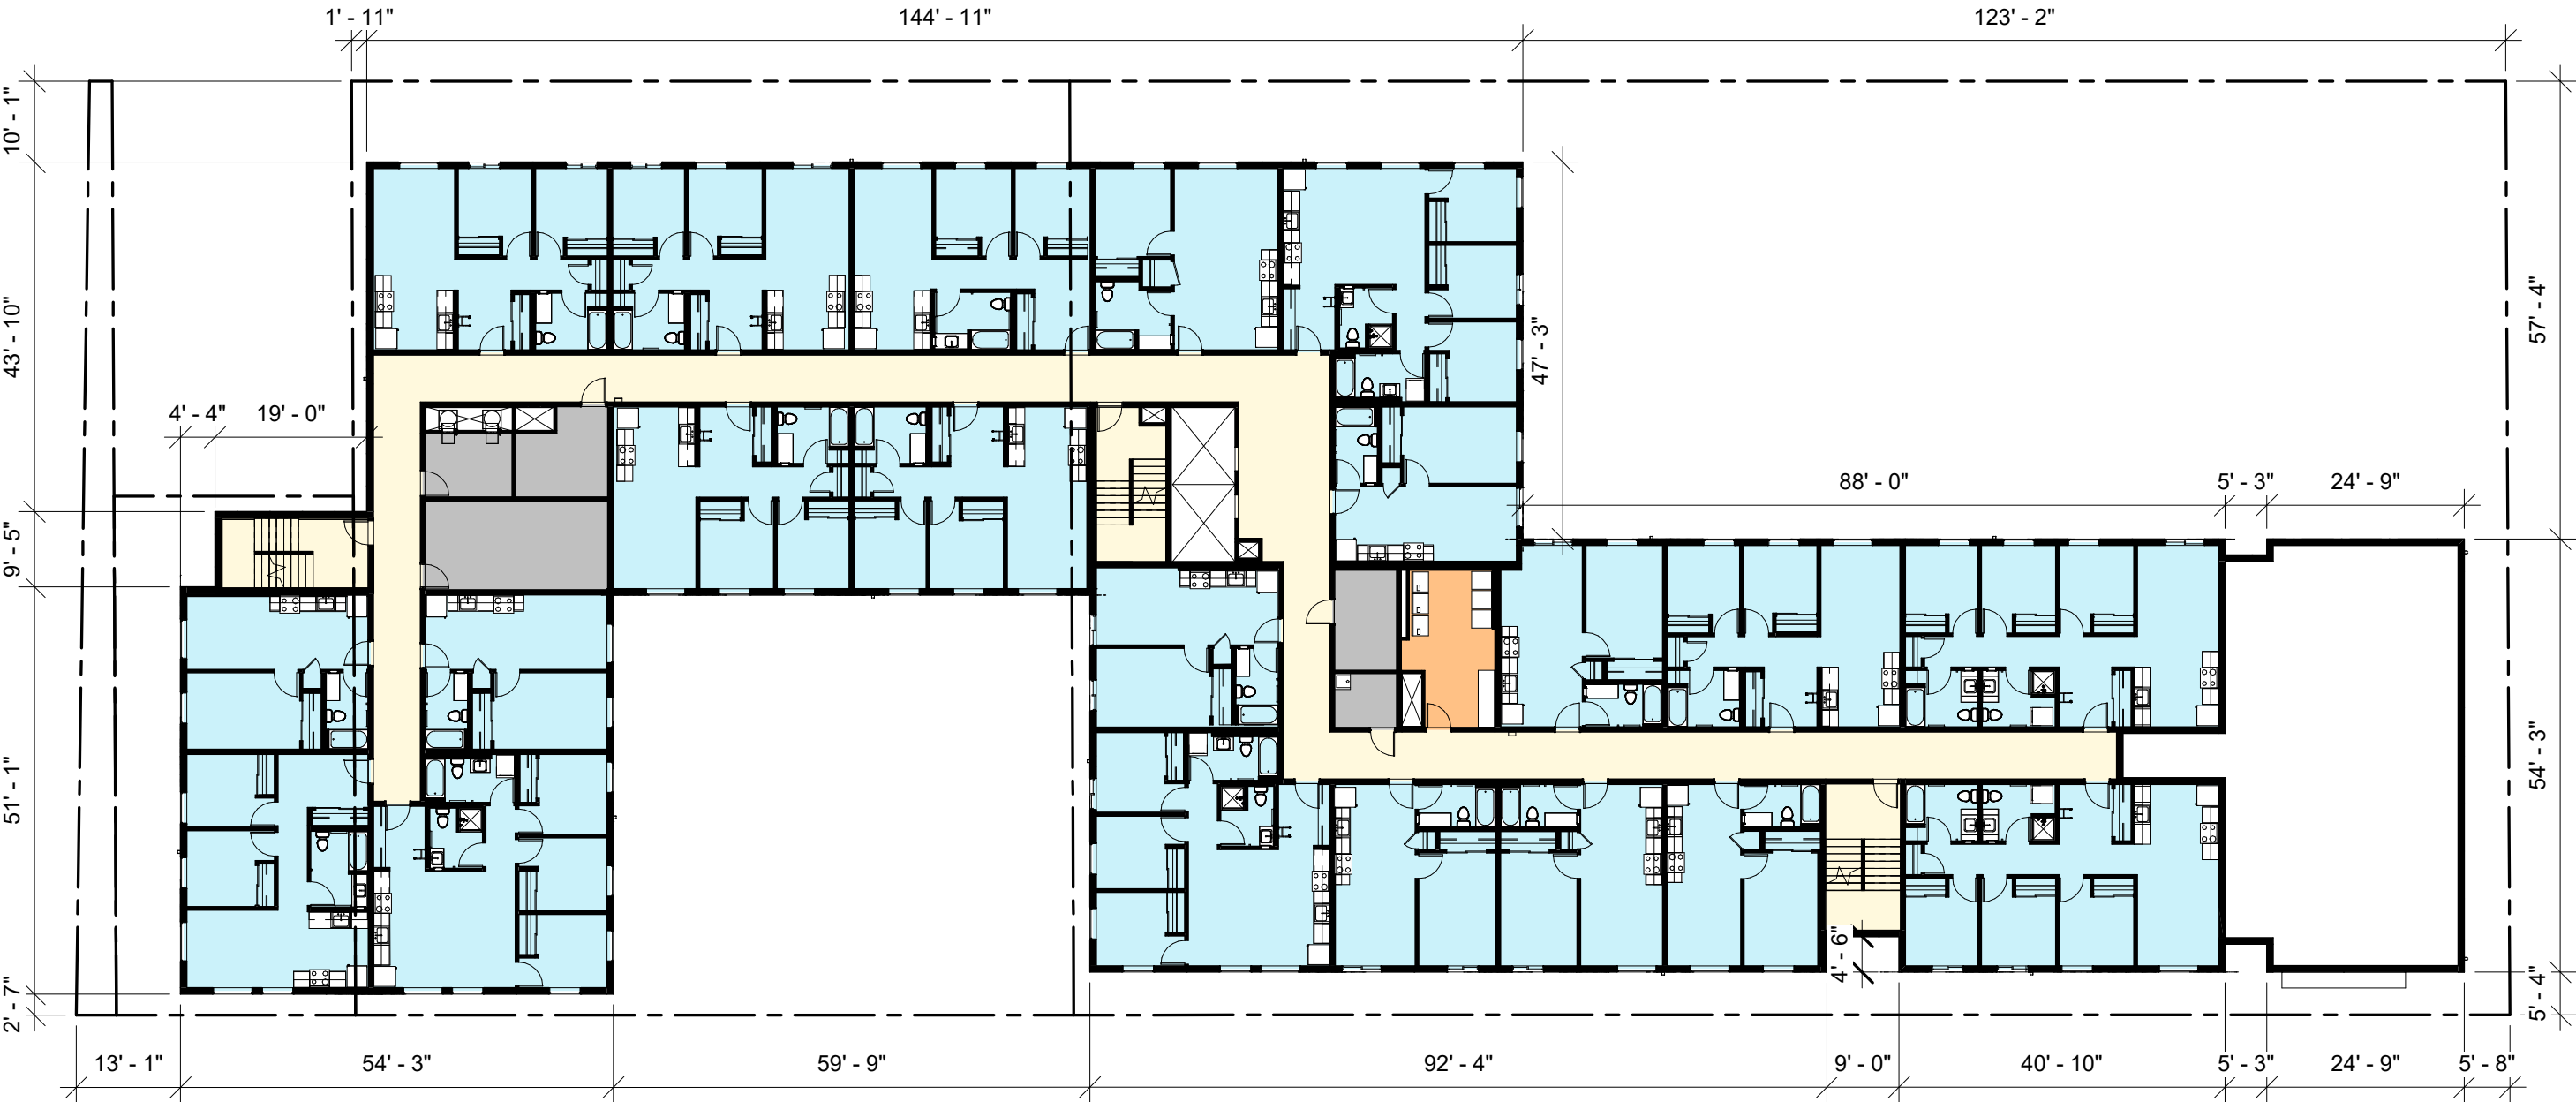 1' - 11"
144' - 11"
123' - 2"
10' - 1"
43' - 10"
57' - 4"
47' - 3"
4' - 4"
19' - 0"
88' - 0"
5' - 3"
24' - 9"
9' - 5"
51' - 1"
54' - 3"
4' - 6"
2' - 7"
5' - 4"
13' - 1"
54' - 3"
59' - 9"
92' - 4"
9' - 0"
40' - 10"
5' - 3"
24' - 9"
5' - 8"